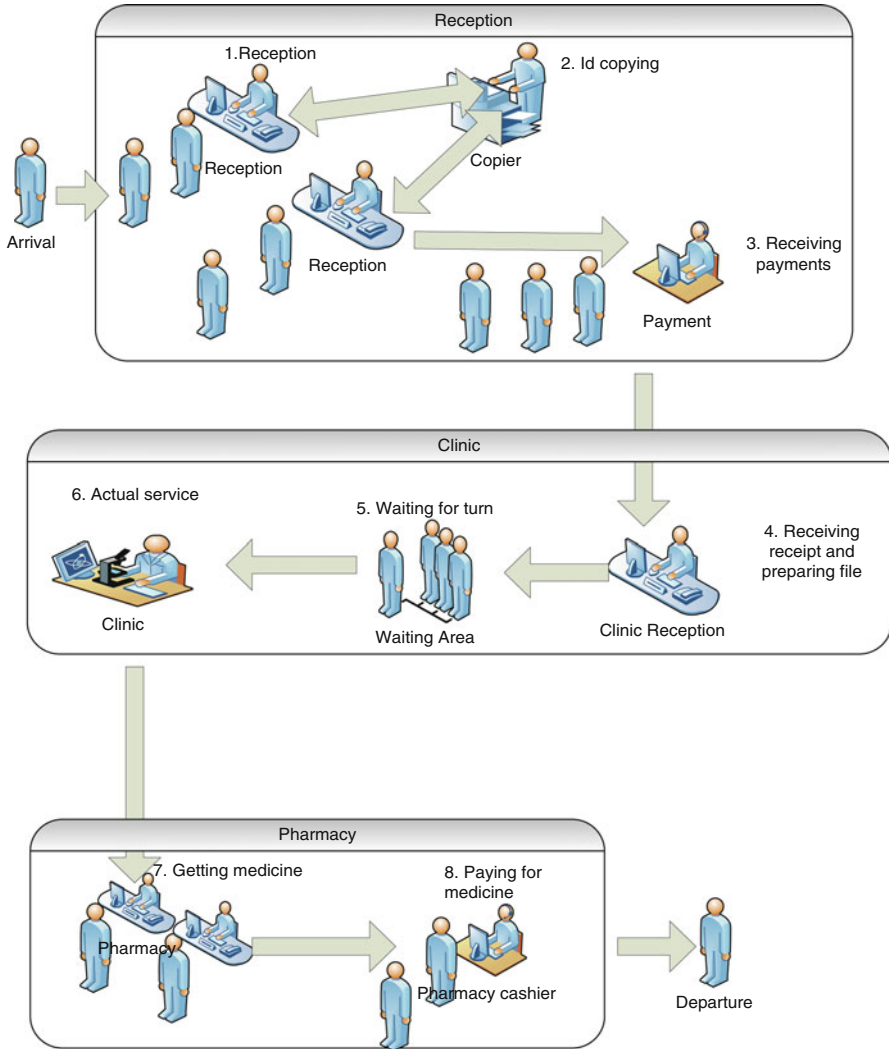 Reception
1.Reception
2. Id copying
Copier
Reception
Arrival
Reception
3. Receiving
payments
Payment
Clinic
6. Actual service
5. Waiting for turn
4. Receiving
receipt and
preparing file
Clinic
Waiting Area
Clinic Reception
Pharmacy
7. Getting medicine
8. Paying for
medicine
Pharmacy
Pharmacy cashier
Departure